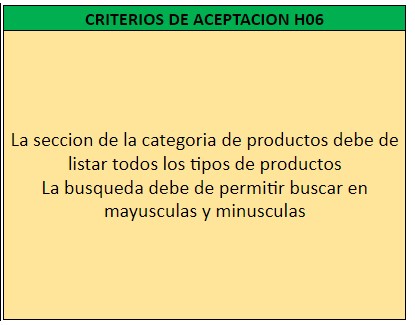 CRITERIOS DE ACEPTACION H06
La seccion de la categoria de productos debe de
listar todos los tipos de productos
La busqueda debe de permitir buscar en
mayusculas y minusculas